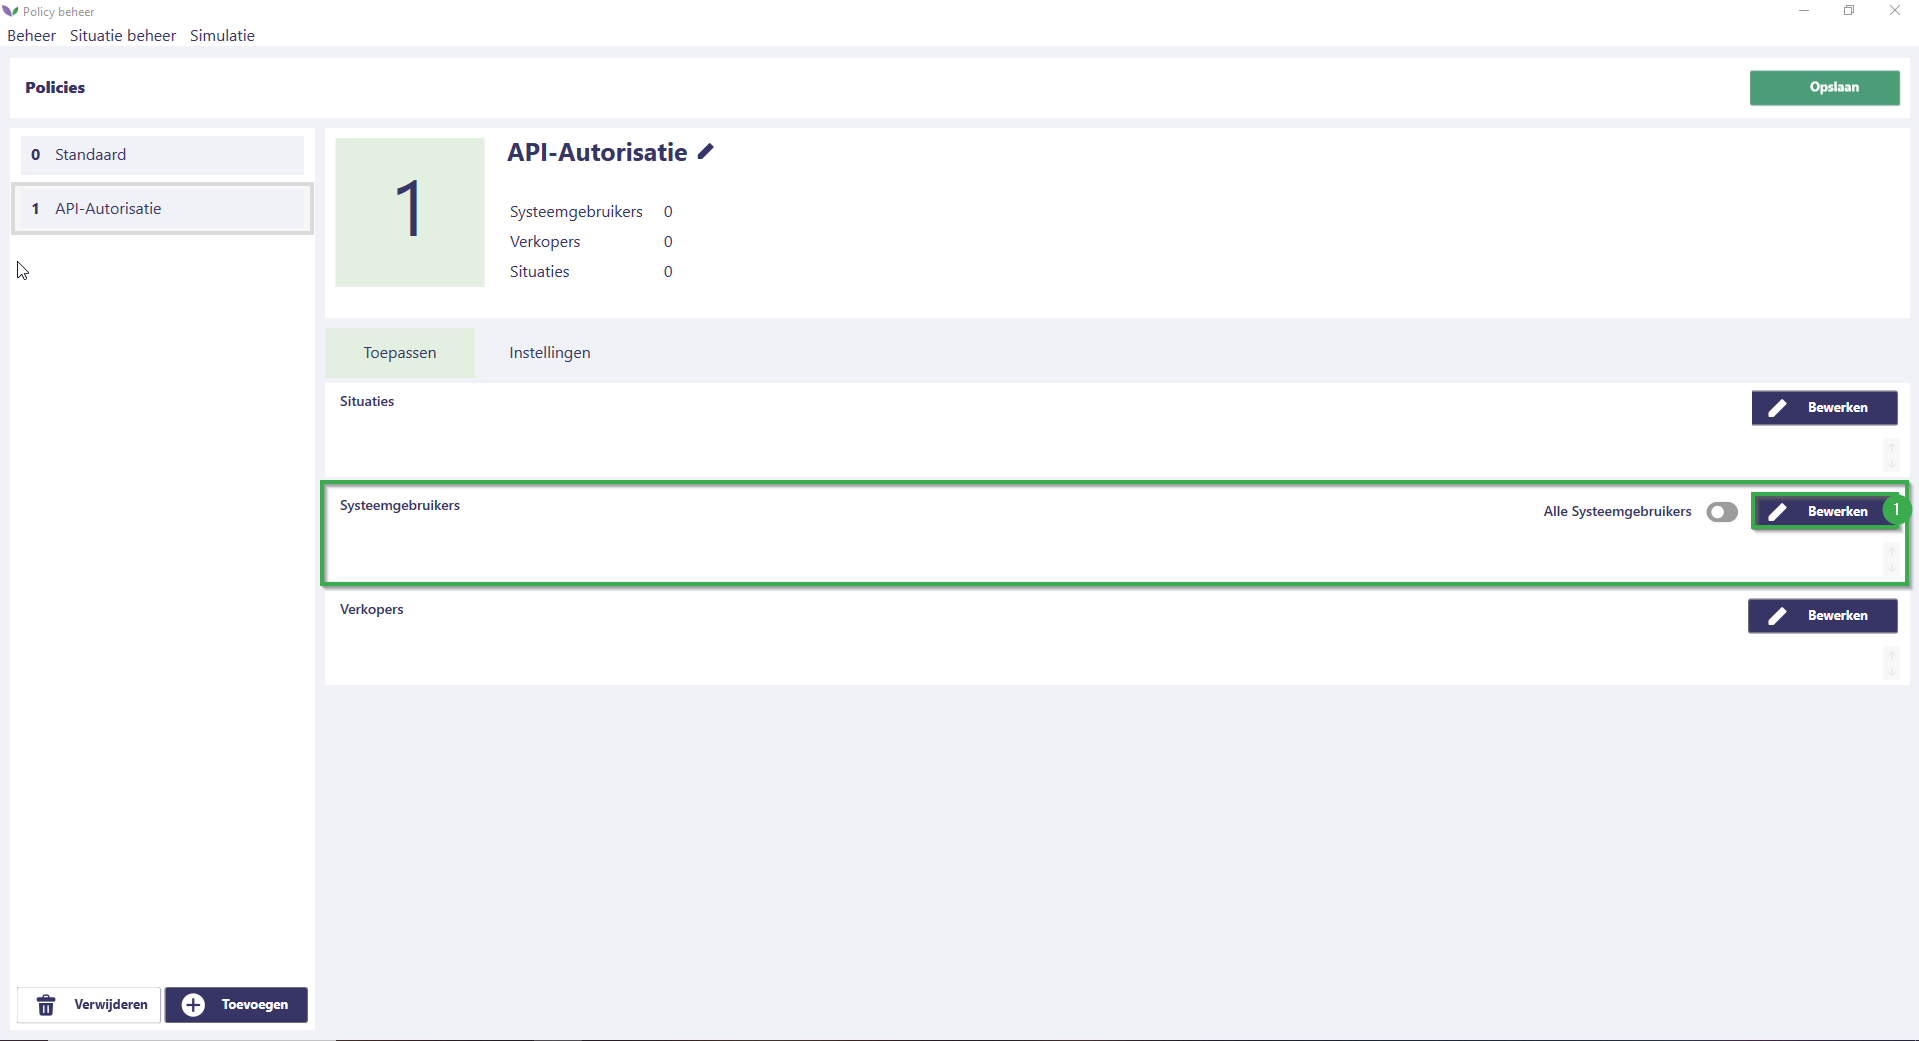 Policy beheer
Beheer Situatie beheer Simulatie
Policies
Opslaan
0 Standaard
1 API-Autorisatie
1
API-Autorisatie
Systeemgebruikers 0
Verkopers 0
Situaties 0
Toepassen Instellingen
Situaties
Bewerken
Systeemgebruikers
Alle Systeemgebruikers
Bewerken
1
Verkopers
Bewerken
Verwijderen
Toevoegen